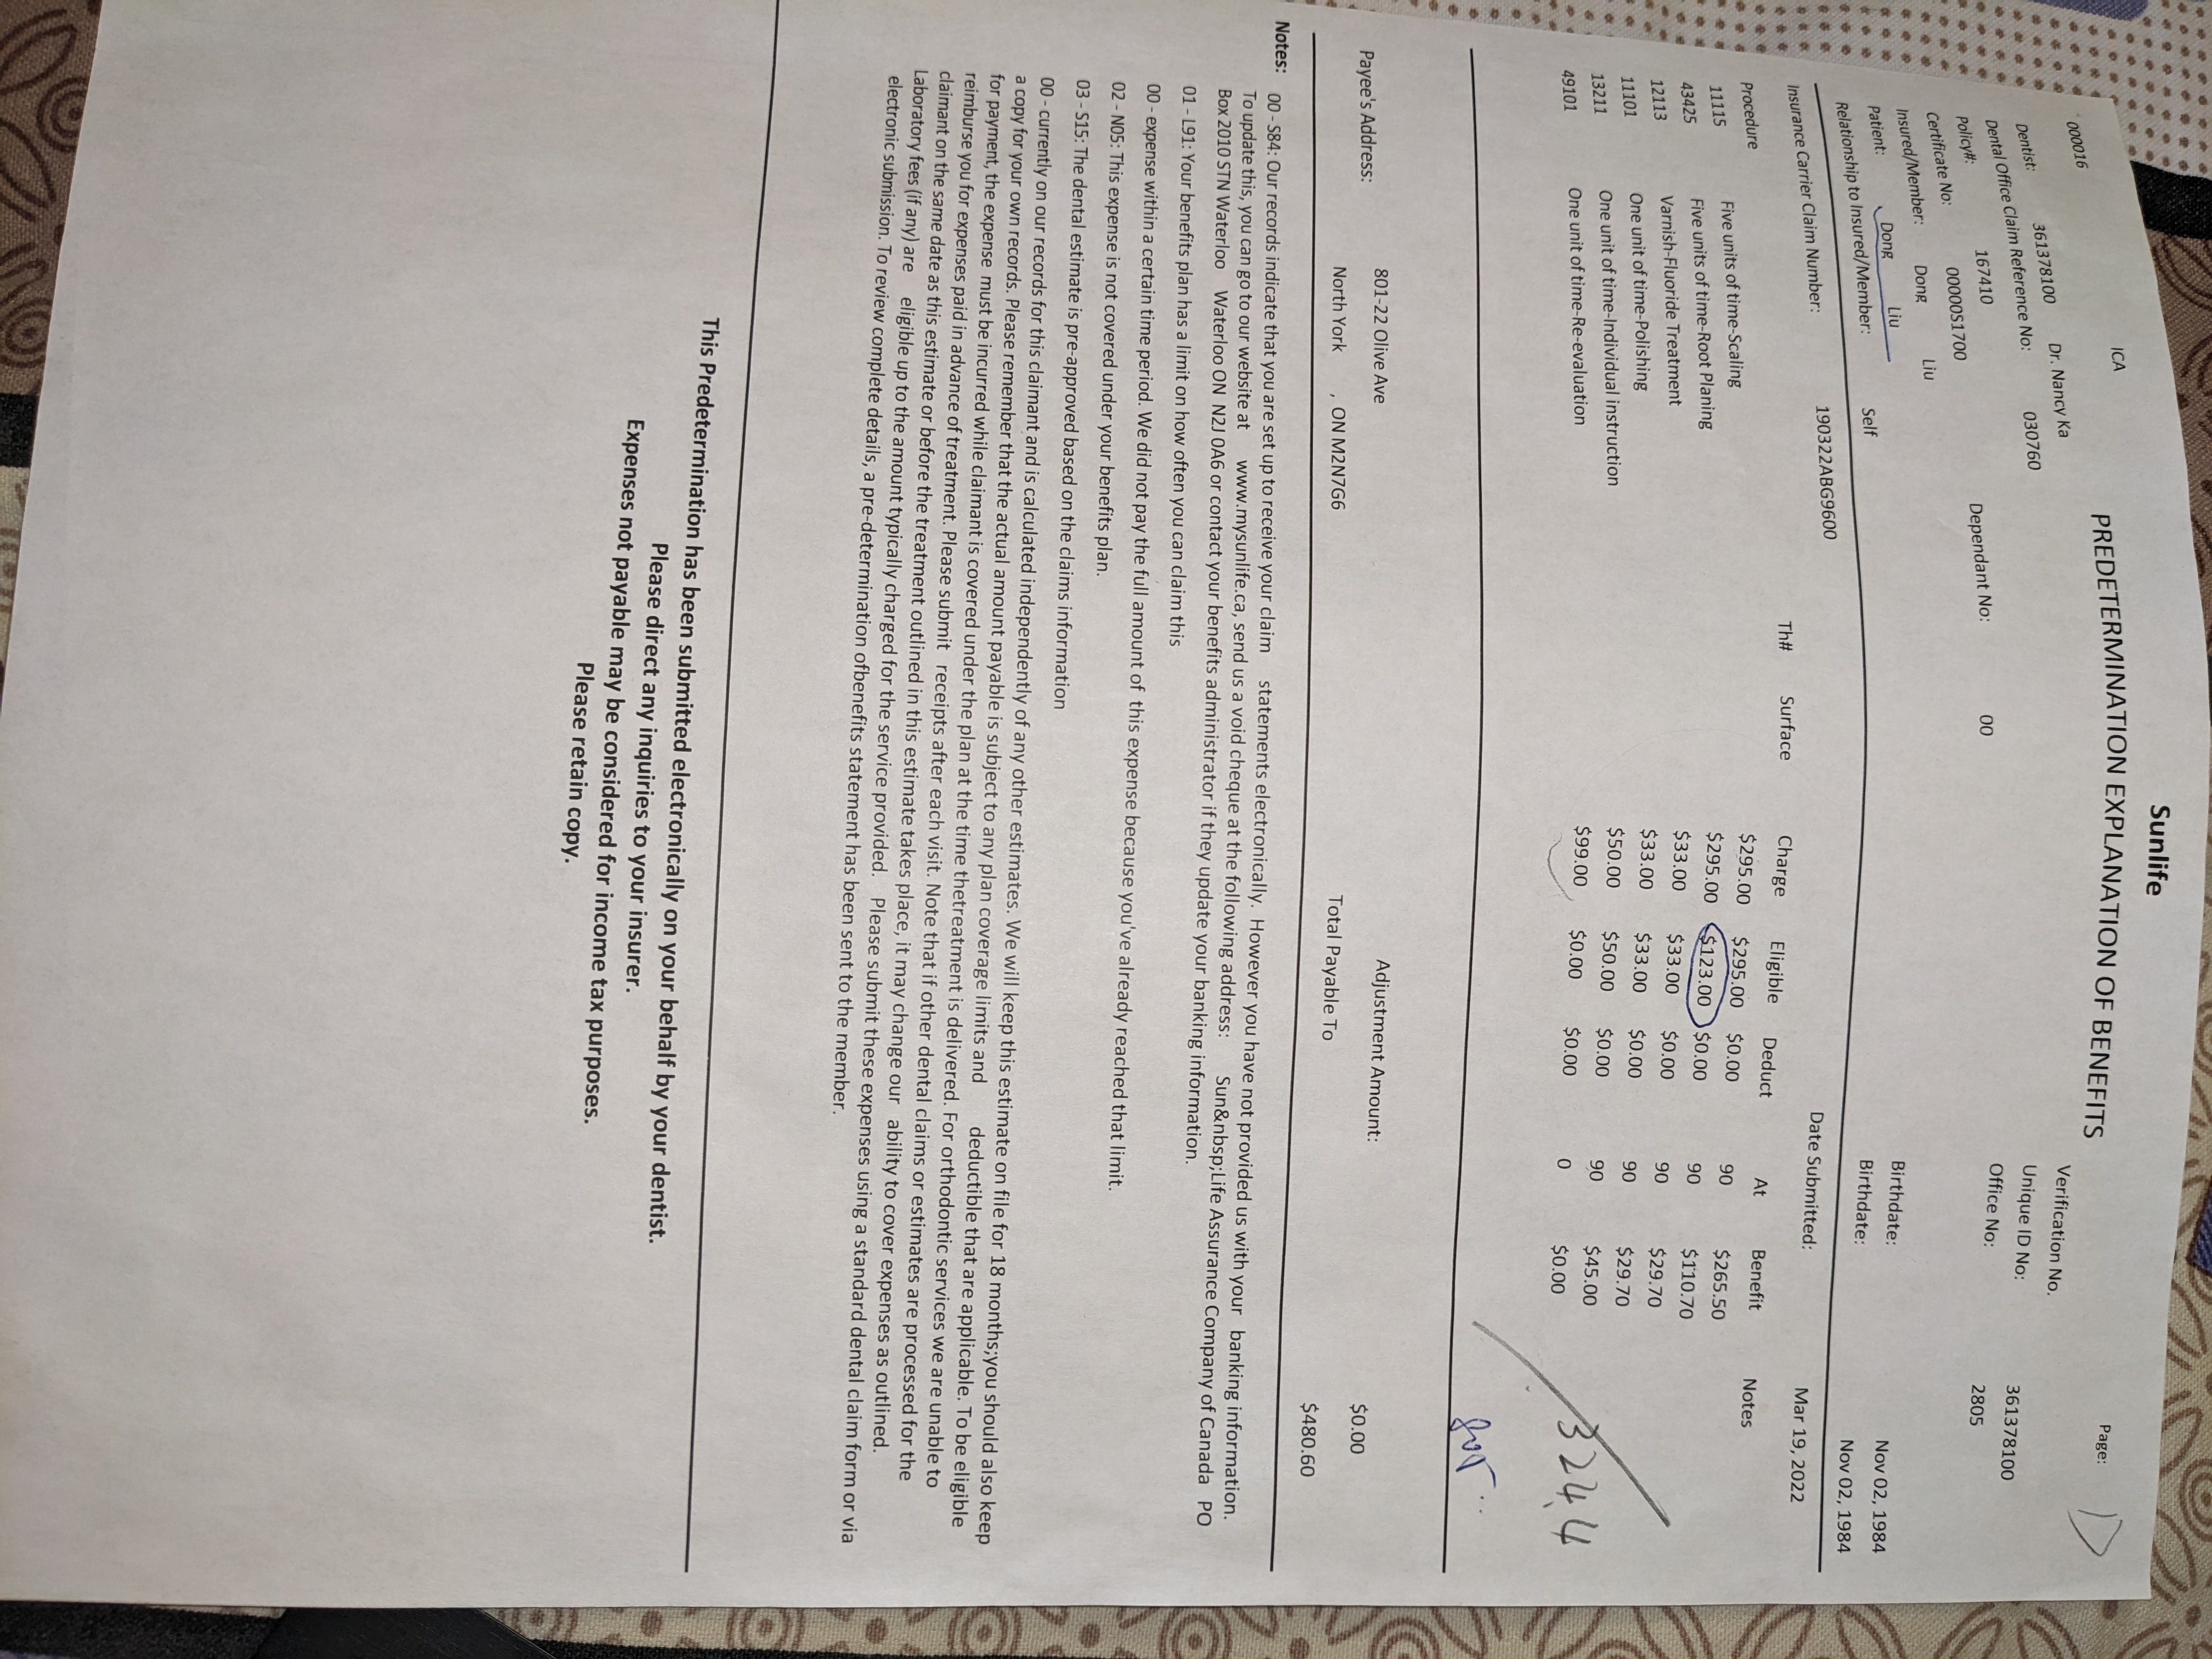 Sunlife
000016 ICA PREDETERMINATION EXPLANATION OF BENEFITS Page:
Dentist: 361378100 Dr. Nancy Ka Verification No.
Dental Office Claim Reference No: 030760 Unique ID No: 361378100
Policy#: 167410 Dependant No: 00 Office No: 2805
Certificate No: 0000051700
Insured/Member: Dong Liu Birthdate: Nov 02, 1984
Patient: Dong Liu Birthdate: Nov 02, 1984
Relationship to Insured/Member: Self
Insurance Carrier Claim Number: 190322ABG9600 Date Submitted: Mar 19, 2022
Procedure Th# Surface Charge Eligible Deduct At Benefit Notes
11115 Five units of time-Scaling $295.00 $295.00 $0.00 90 $265.50
43425 Five units of time-Root Planing $295.00 $123.00 $0.00 90 $110.70
12113 Varnish-Fluoride Treatment $33.00 $33.00 $0.00 90 $29.70
11101 One unit of time-Polishing $33.00 $33.00 $0.00 90 $29.70
13211 One unit of time-Individual instruction $50.00 $50.00 $0.00 90 $45.00
49101 One unit of time-Re-evaluation $99.00 $0.00 $0.00 0 $0.00
324.4
Payee's Address: 801-22 Olive Ave Adjustment Amount: $0.00
North York , ON M2N7G6 Total Payable To $480.60
Notes: 00 - S84: Our records indicate that you are set up to receive your claim statements electronically. However you have not provided us with your banking information.
To update this, you can go to our website at www.mysunlife.ca, send us a void cheque at the following address: Sun&nbsp;Life Assurance Company of Canada PO
Box 2010 STN Waterloo Waterloo ON N2J 0A6 or contact your benefits administrator if they update your banking information.
01 - L91: Your benefits plan has a limit on how often you can claim this
00 - expense within a certain time period. We did not pay the full amount of this expense because you've already reached that limit.
02 - N05: This expense is not covered under your benefits plan.
03 - S15: The dental estimate is pre-approved based on the claims information
00 - currently on our records for this claimant and is calculated independently of any other estimates. We will keep this estimate on file for 18 months;you should also keep
a copy for your own records. Please remember that the actual amount payable is subject to any plan coverage limits and deductible that are applicable. To be eligible
for payment, the expense must be incurred while claimant is covered under the plan at the time thetreatment is delivered. For orthodontic services we are unable to
reimburse you for expenses paid in advance of treatment. Please submit receipts after each visit. Note that if other dental claims or estimates are processed for the
claimant on the same date as this estimate or before the treatment outlined in this estimate takes place, it may change our ability to cover expenses as outlined.
Laboratory fees (if any) are eligible up to the amount typically charged for the service provided. Please submit these expenses using a standard dental claim form or via
electronic submission. To review complete details, a pre-determination ofbenefits statement has been sent to the member.
This Predetermination has been submitted electronically on your behalf by your dentist.
Please direct any inquiries to your insurer.
Expenses not payable may be considered for income tax purposes.
Please retain copy.